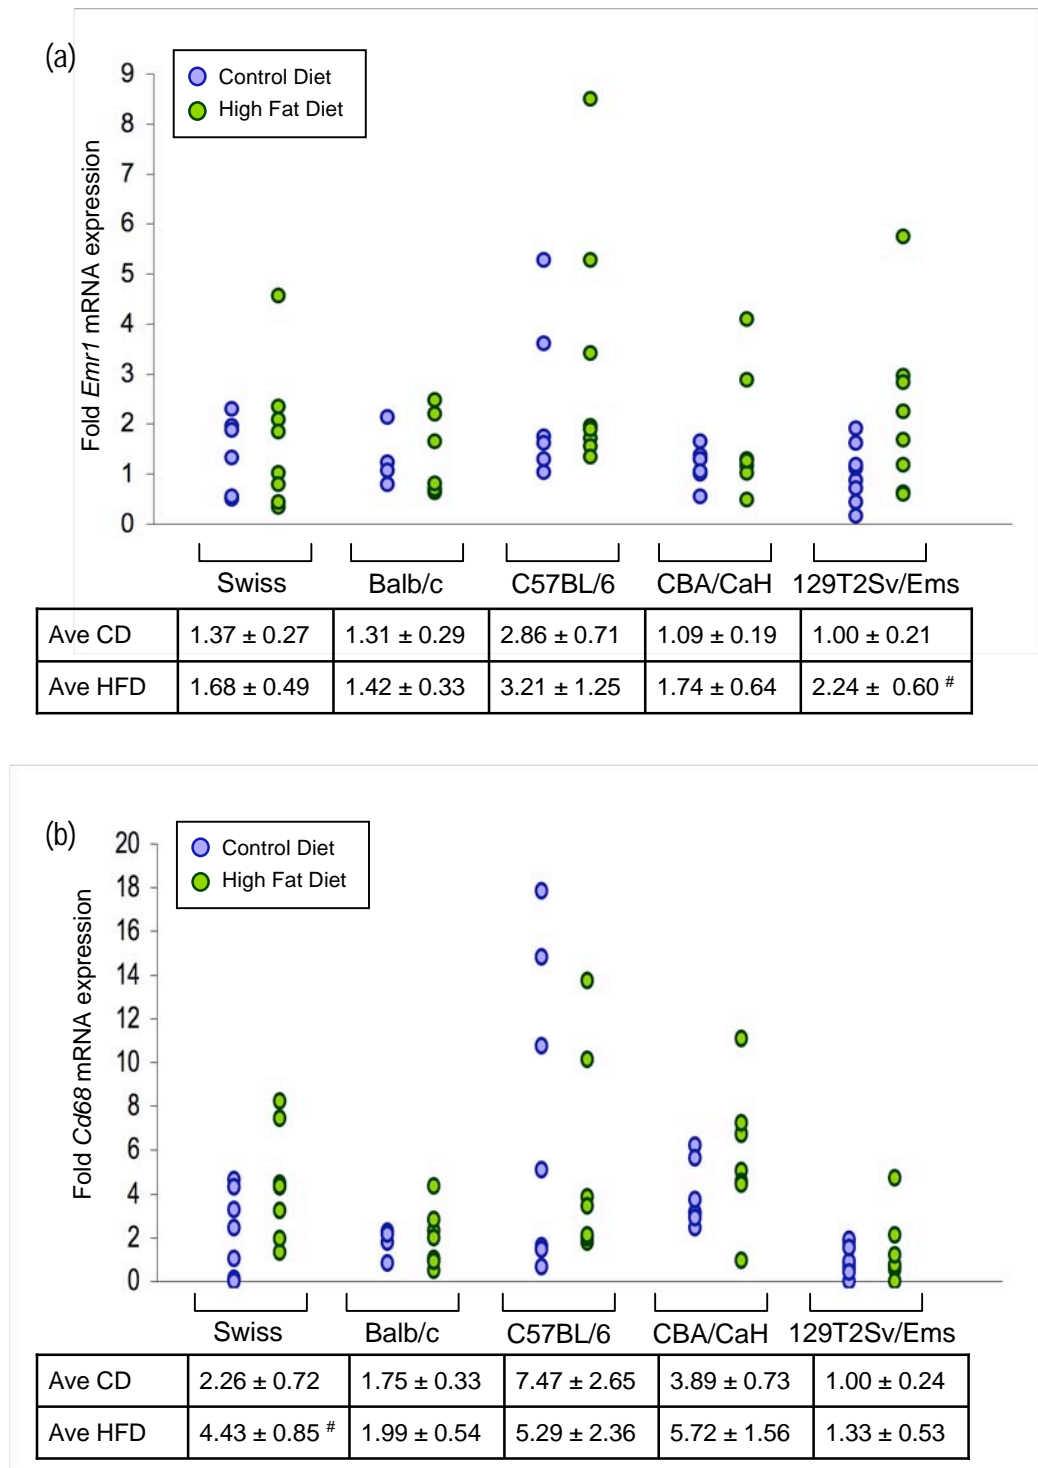 (a)
Control Diet
High Fat Diet
Fold Emr1 mRNA expression
9
8
7
6
5
4
3
2
1
0
Swiss Balb/c C57BL/6 CBA/CaH 129T2Sv/Ems
Ave CD 1.37 ± 0.27 1.31 ± 0.29 2.86 ± 0.71 1.09 ± 0.19 1.00 ± 0.21
Ave HFD 1.68 ± 0.49 1.42 ± 0.33 3.21 ± 1.25 1.74 ± 0.64 2.24 ± 0.60 #
(b)
Control Diet
High Fat Diet
Fold Cd68 mRNA expression
20
18
16
14
12
10
8
6
4
2
0
Swiss Balb/c C57BL/6 CBA/CaH 129T2Sv/Ems
Ave CD 2.26 ± 0.72 1.75 ± 0.33 7.47 ± 2.65 3.89 ± 0.73 1.00 ± 0.24
Ave HFD 4.43 ± 0.85 # 1.99 ± 0.54 5.29 ± 2.36 5.72 ± 1.56 1.33 ± 0.53